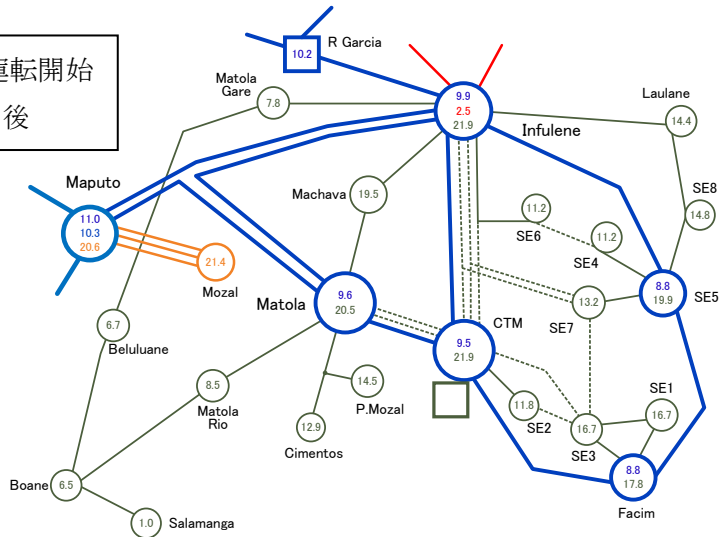 運転開始
後
R Garcia
10.2
Matola
Gare
7.8
9.9
2.5
21.9
Infulene
Laulane
14.4
Maputo
11.0
10.3
20.6
Machava
19.5
SE8
14.8
11.2
SE6
11.2
SE4
21.4
Mozal
Matola
9.6
20.5
CTM
9.5
21.9
13.2
SE7
8.8
19.9
SE5
6.7
Beluluane
8.5
Matola
Rio
14.5
P.Mozal
12.9
Cimentos
11.8
SE2
16.7
SE3
SE1
16.7
8.8
17.8
Facim
Boane
6.5
1.0
Salamanga